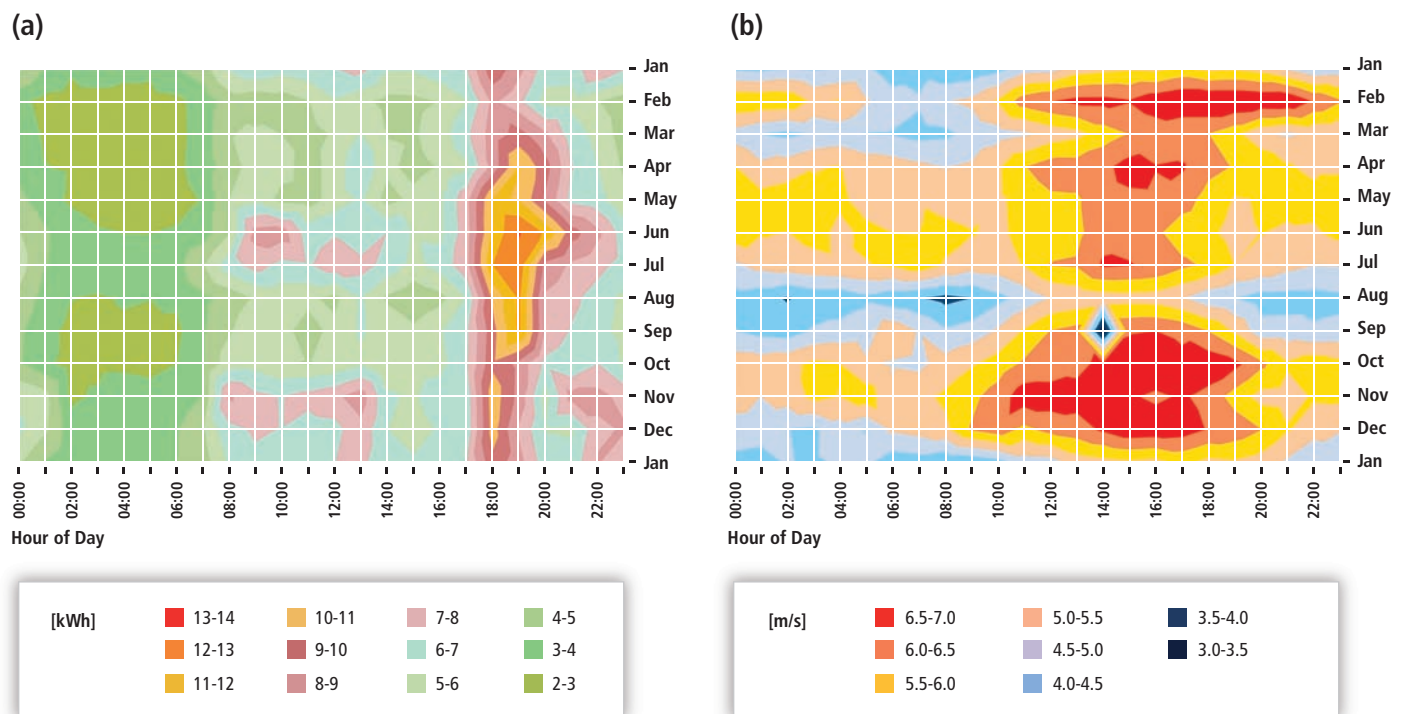 (a)
(b)
Jan
Feb
Mar
Apr
May
Jun
Jul
Aug
Sep
Oct
Nov
Dec
Jan
00:00 02:00 04:00 06:00 08:00 10:00 12:00 14:00 16:00 18:00 20:00 22:00
Hour of Day
Jan
Feb
Mar
Apr
May
Jun
Jul
Aug
Sep
Oct
Nov
Dec
Jan
00:00 02:00 04:00 06:00 08:00 10:00 12:00 14:00 16:00 18:00 20:00 22:00
Hour of Day
[kWh] 13-14 10-11 7-8 4-5
12-13 9-10 6-7 3-4
11-12 8-9 5-6 2-3
[m/s] 6.5-7.0 5.0-5.5 3.5-4.0
6.0-6.5 4.5-5.0 3.0-3.5
5.5-6.0 4.0-4.5